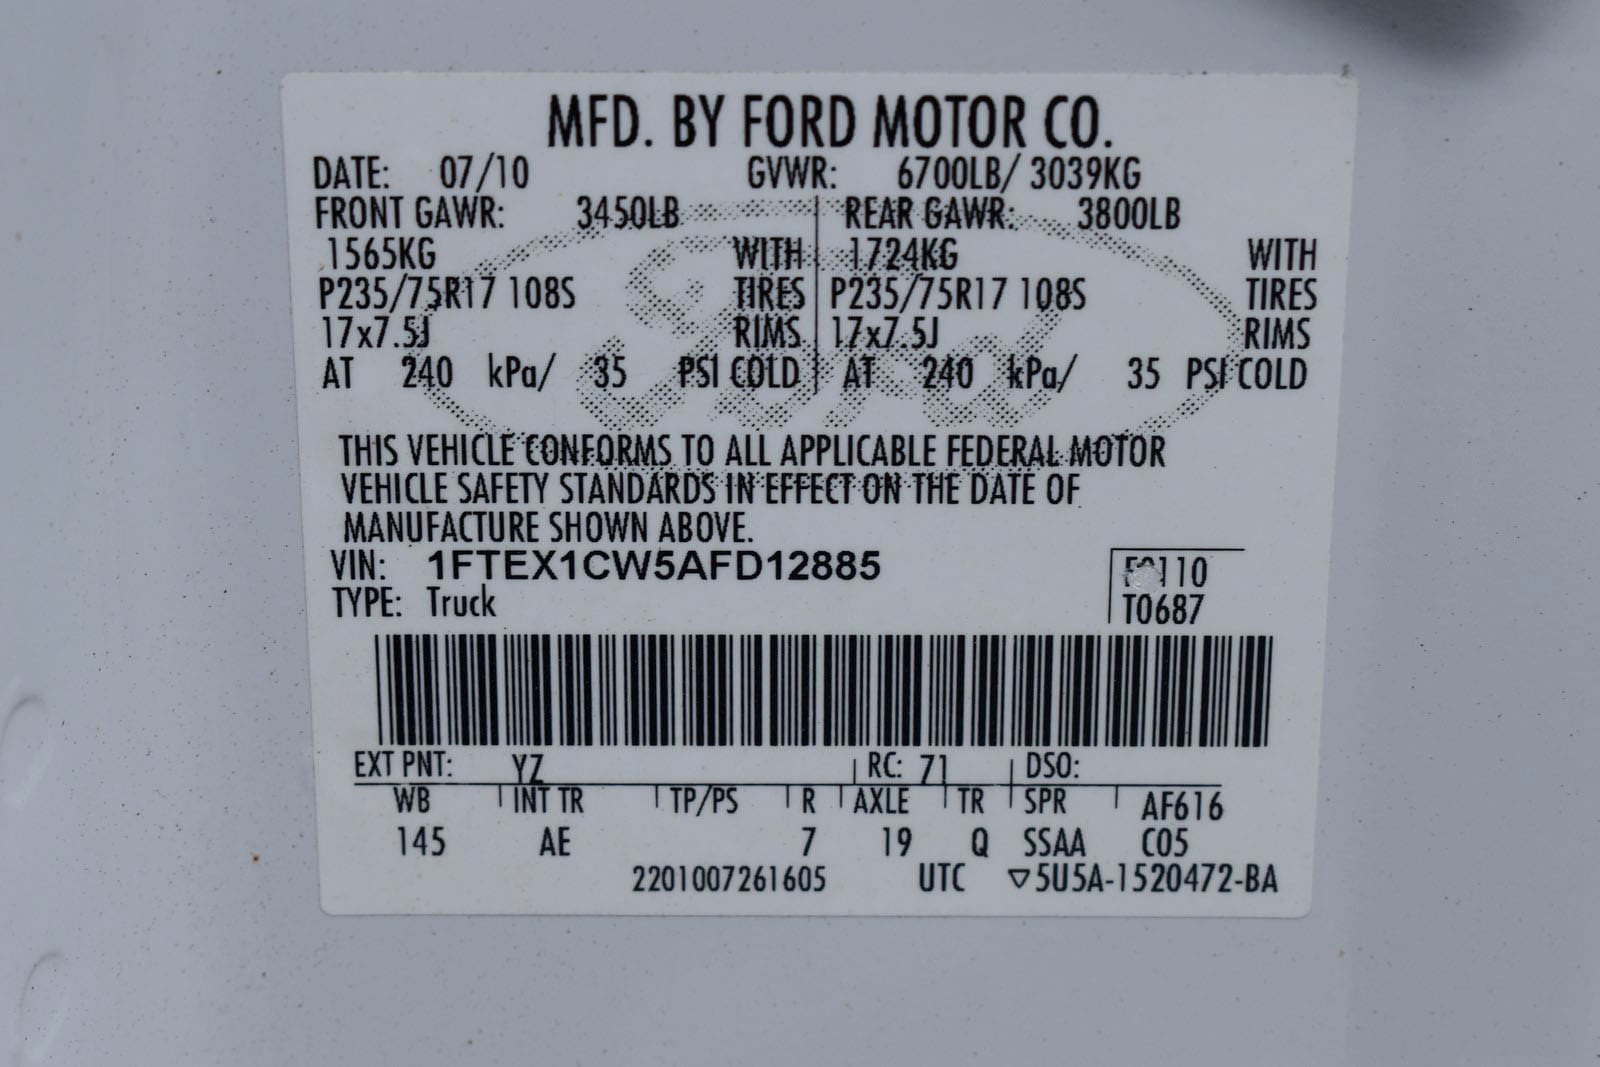 MFD. BY FORD MOTOR CO.
DATE: 07/10 GVWR: 6700LB/ 3039KG
FRONT GAWR: 3450LB REAR GAWR: 3800LB
1565KG WITH 1724KG WITH
P235/75R17 108S TIRES P235/75R17 108S TIRES
17x7.5J RIMS 17x7.5J RIMS
AT 240 kPa/ 35 PSI COLD AT 240 kPa/ 35 PSI COLD
Ford
THIS VEHICLE CONFORMS TO ALL APPLICABLE FEDERAL MOTOR
VEHICLE SAFETY STANDARDS IN EFFECT ON THE DATE OF
MANUFACTURE SHOWN ABOVE.
VIN: 1FTEX1CW5AFD12885
TYPE: Truck
T0687
EXT PNT: YZ RC: 71 DSO:
WB INT TR TP/PS R AXLE TR SPR AF616
145 AE 7 19 Q SSAA C05
2201007261605 UTC ▽5U5A-1520472-BA